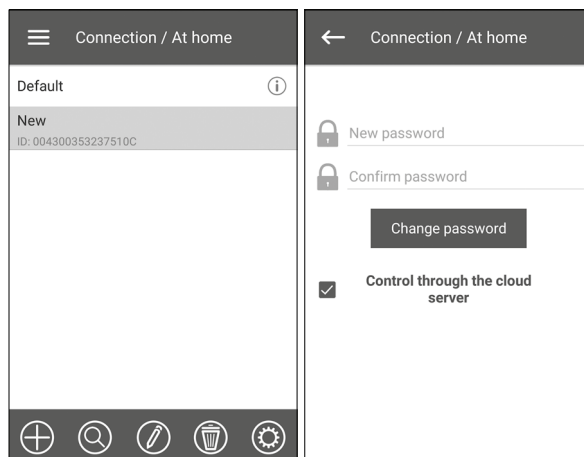 Connection / At home
Default
New
ID: 004300353237510C
Connection / At home
New password
Confirm password
Change password
Control through the cloud
server